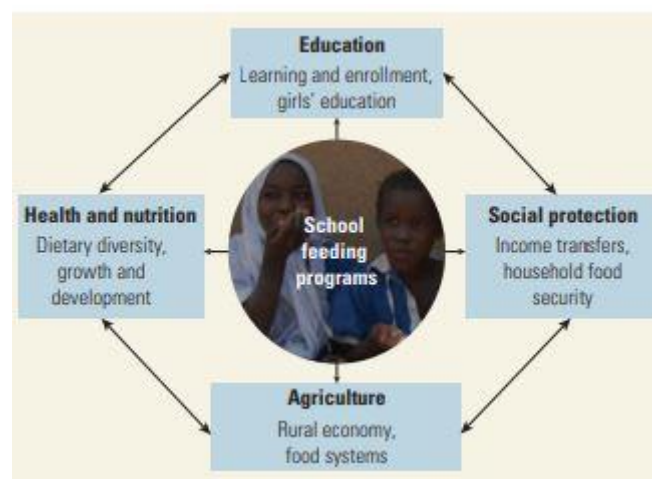 Education
Learning and enrollment,
girls' education
Health and nutrition
Dietary diversity,
growth and
development
School
feeding
programs
Social protection
Income transfers,
household food
security
Agriculture
Rural economy,
food systems